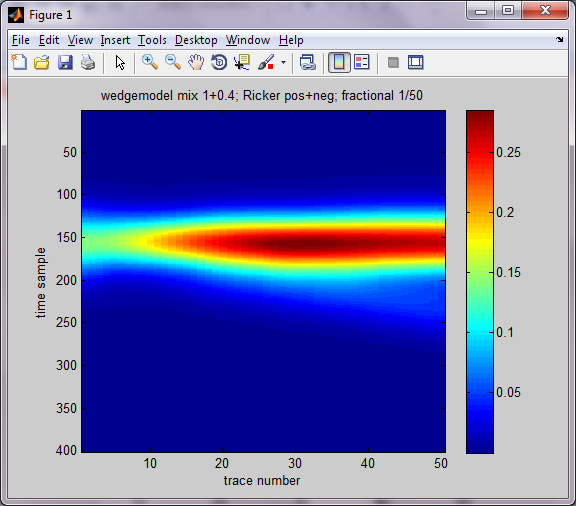 Figure 1
File Edit View Insert Tools Desktop Window Help
wedgemodel mix 1+0.4; Ricker pos+neg; fractional 1/50
50
100
150
200
250
300
350
400
time sample
10 20 30 40 50
trace number
0.25
0.2
0.15
0.1
0.05